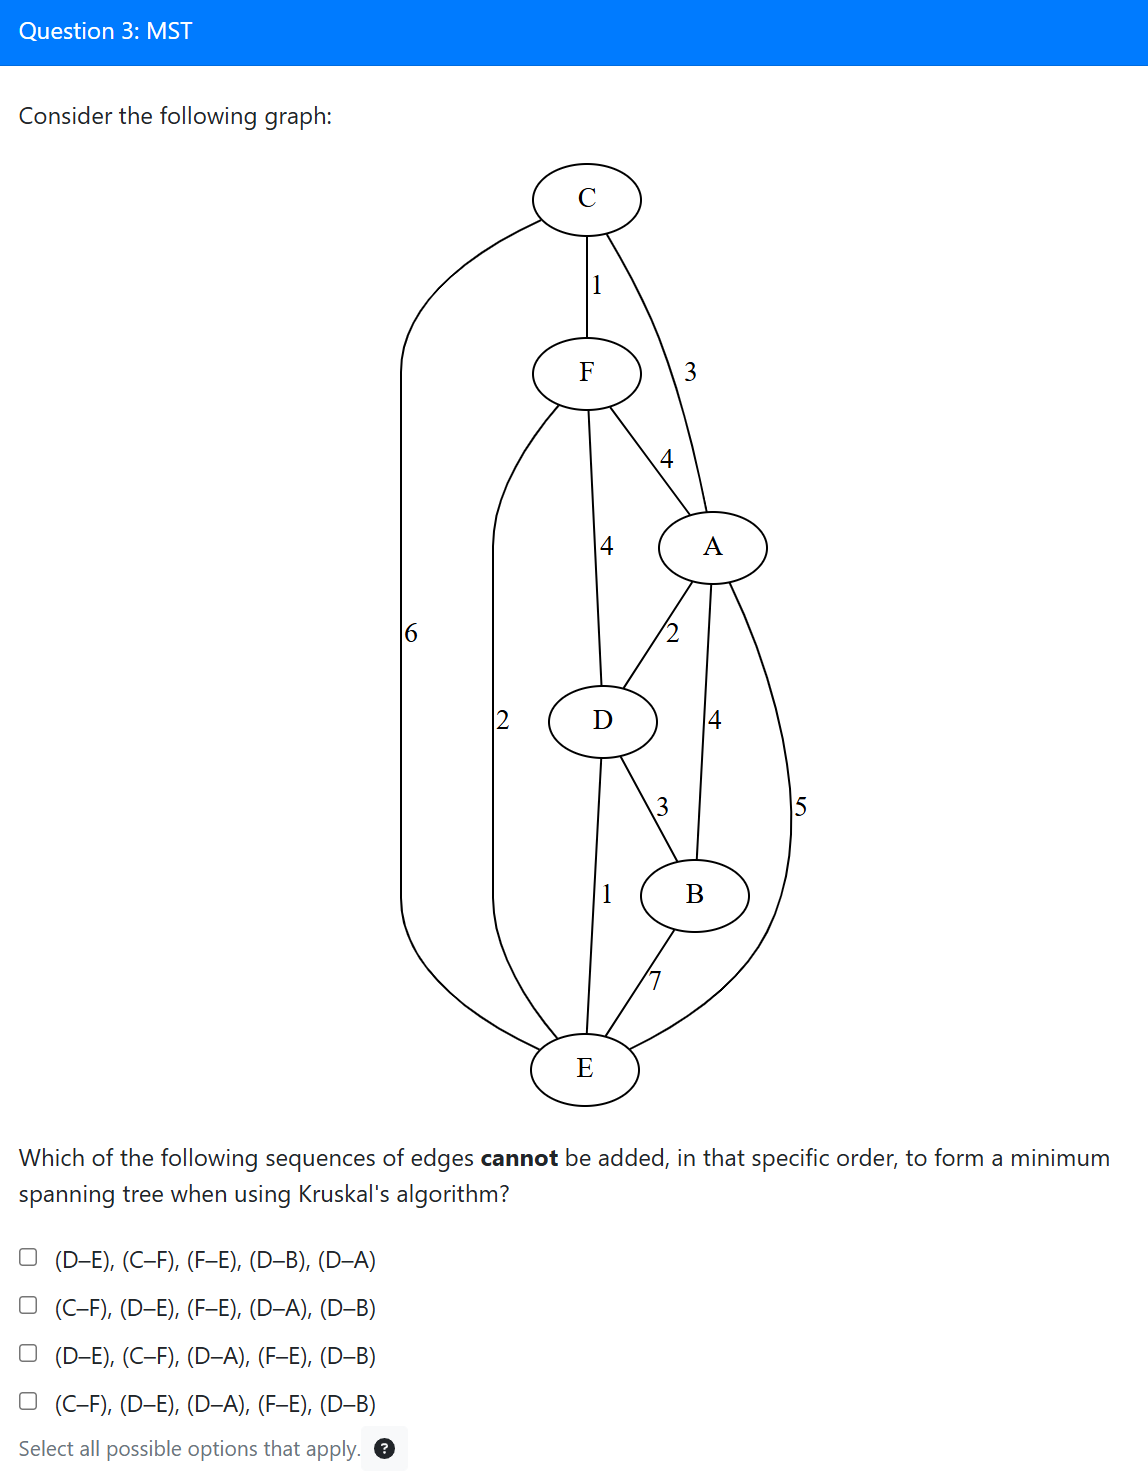 Question 3: MST
Consider the following graph:
C
1
F
3
4
4
A
6
2
2
D
4
3
5
1
B
7
E
Which of the following sequences of edges cannot be added, in that specific order, to form a minimum
spanning tree when using Kruskal's algorithm?
(D–E), (C–F), (F–E), (D–B), (D–A)
(C–F), (D–E), (F–E), (D–A), (D–B)
(D–E), (C–F), (D–A), (F–E), (D–B)
(C–F), (D–E), (D–A), (F–E), (D–B)
Select all possible options that apply. ?